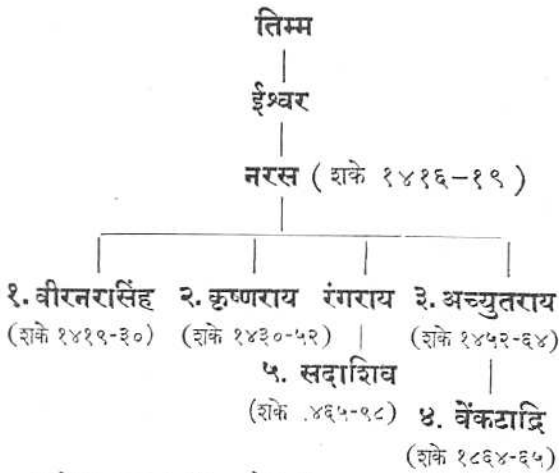 तिम्म
ईश्वर
नरस ( शके १४१६-१९ )
१. वीरनरसिंह २. कृष्णराय रंगराय ३. अच्युतराय
(शके १४१९-३०) (शके १४३०-५२) (शके १४५२-६४)
५. सदाशिव
(शके .४६५-९८) ४. वेंकटाद्रि
(शके १८६४-६५)